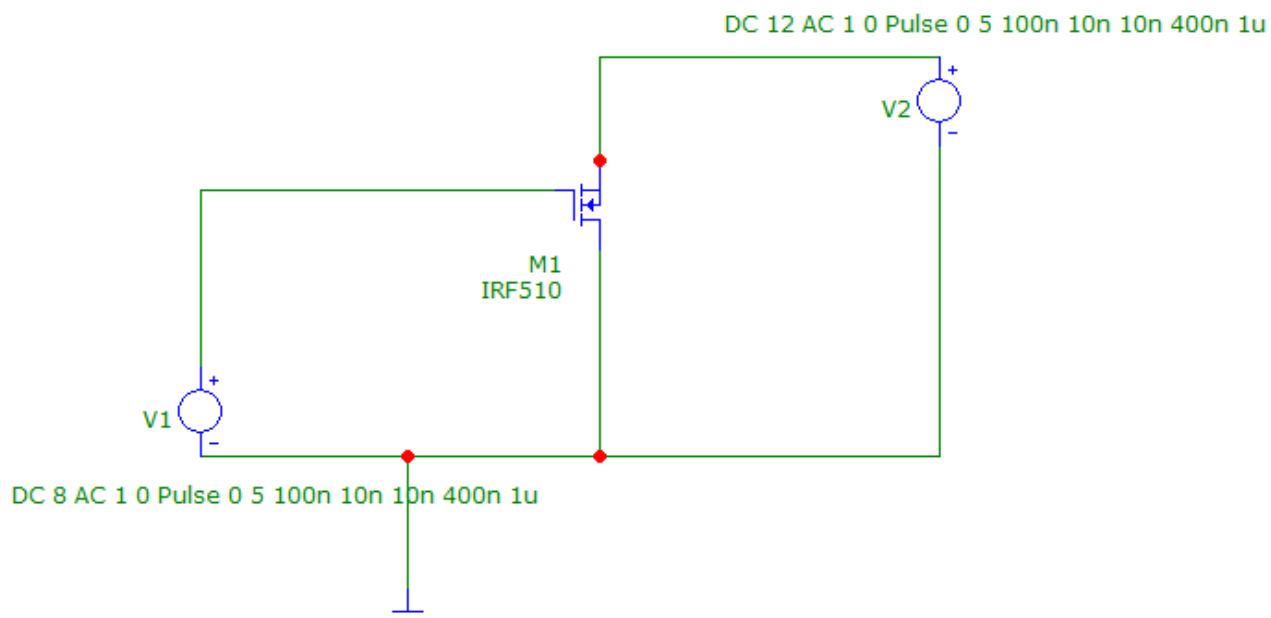 DC 12 AC 1 0 Pulse 0 5 100n 10n 10n 400n 1u
+
V2
-
M1
IRF510
+
V1
-
DC 8 AC 1 0 Pulse 0 5 100n 10n 10n 400n 1u